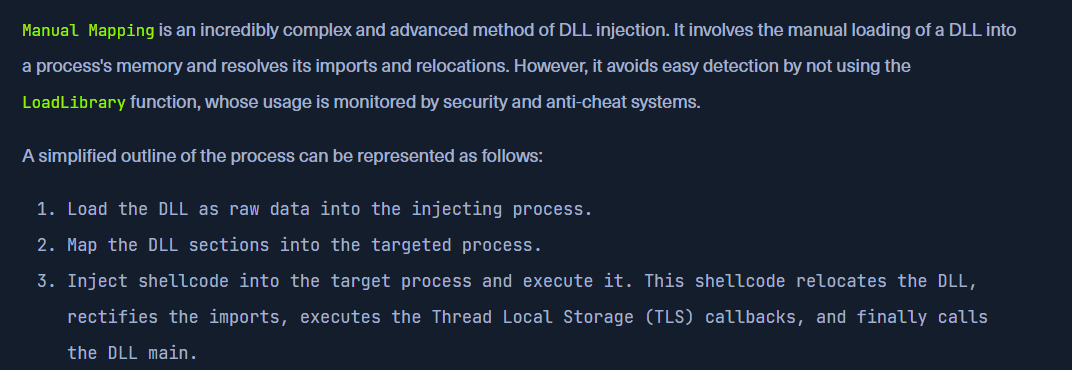 Manual Mapping is an incredibly complex and advanced method of DLL injection. It involves the manual loading of a DLL into
a process's memory and resolves its imports and relocations. However, it avoids easy detection by not using the
LoadLibrary function, whose usage is monitored by security and anti-cheat systems.
A simplified outline of the process can be represented as follows:
1. Load the DLL as raw data into the injecting process.
2. Map the DLL sections into the targeted process.
3. Inject shellcode into the target process and execute it. This shellcode relocates the DLL,
rectifies the imports, executes the Thread Local Storage (TLS) callbacks, and finally calls
the DLL main.